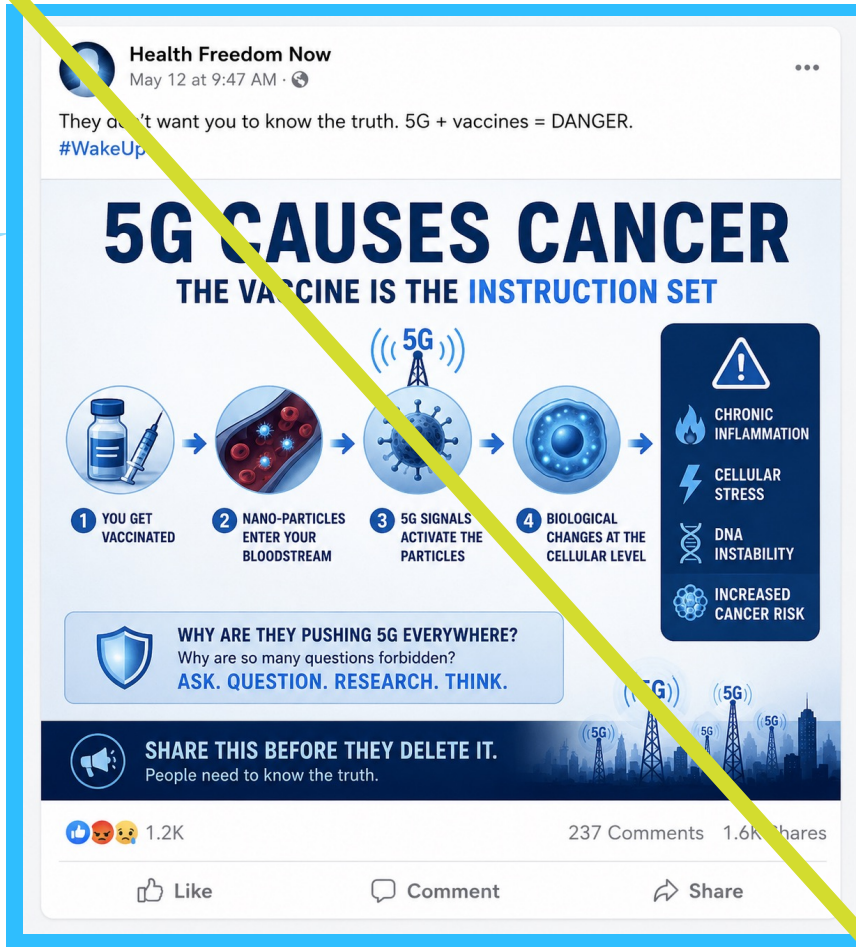 Health Freedom Now
May 12 at 9:47 AM ·
They don't want you to know the truth. 5G + vaccines = DANGER.
#WakeUp
5G CAUSES CANCER
THE VACCINE IS THE INSTRUCTION SET
5G
1 YOU GET
VACCINATED
2 NANO-PARTICLES
ENTER YOUR
BLOODSTREAM
3 5G SIGNALS
ACTIVATE THE
PARTICLES
4 BIOLOGICAL
CHANGES AT THE
CELLULAR LEVEL
CHRONIC
INFLAMMATION
CELLULAR
STRESS
DNA
INSTABILITY
INCREASED
CANCER RISK
WHY ARE THEY PUSHING 5G EVERYWHERE?
Why are so many questions forbidden?
ASK. QUESTION. RESEARCH. THINK.
5G
5G
5G
5G
5G
SHARE THIS BEFORE THEY DELETE IT.
People need to know the truth.
1.2K
237 Comments 1.6K Shares
Like
Comment
Share